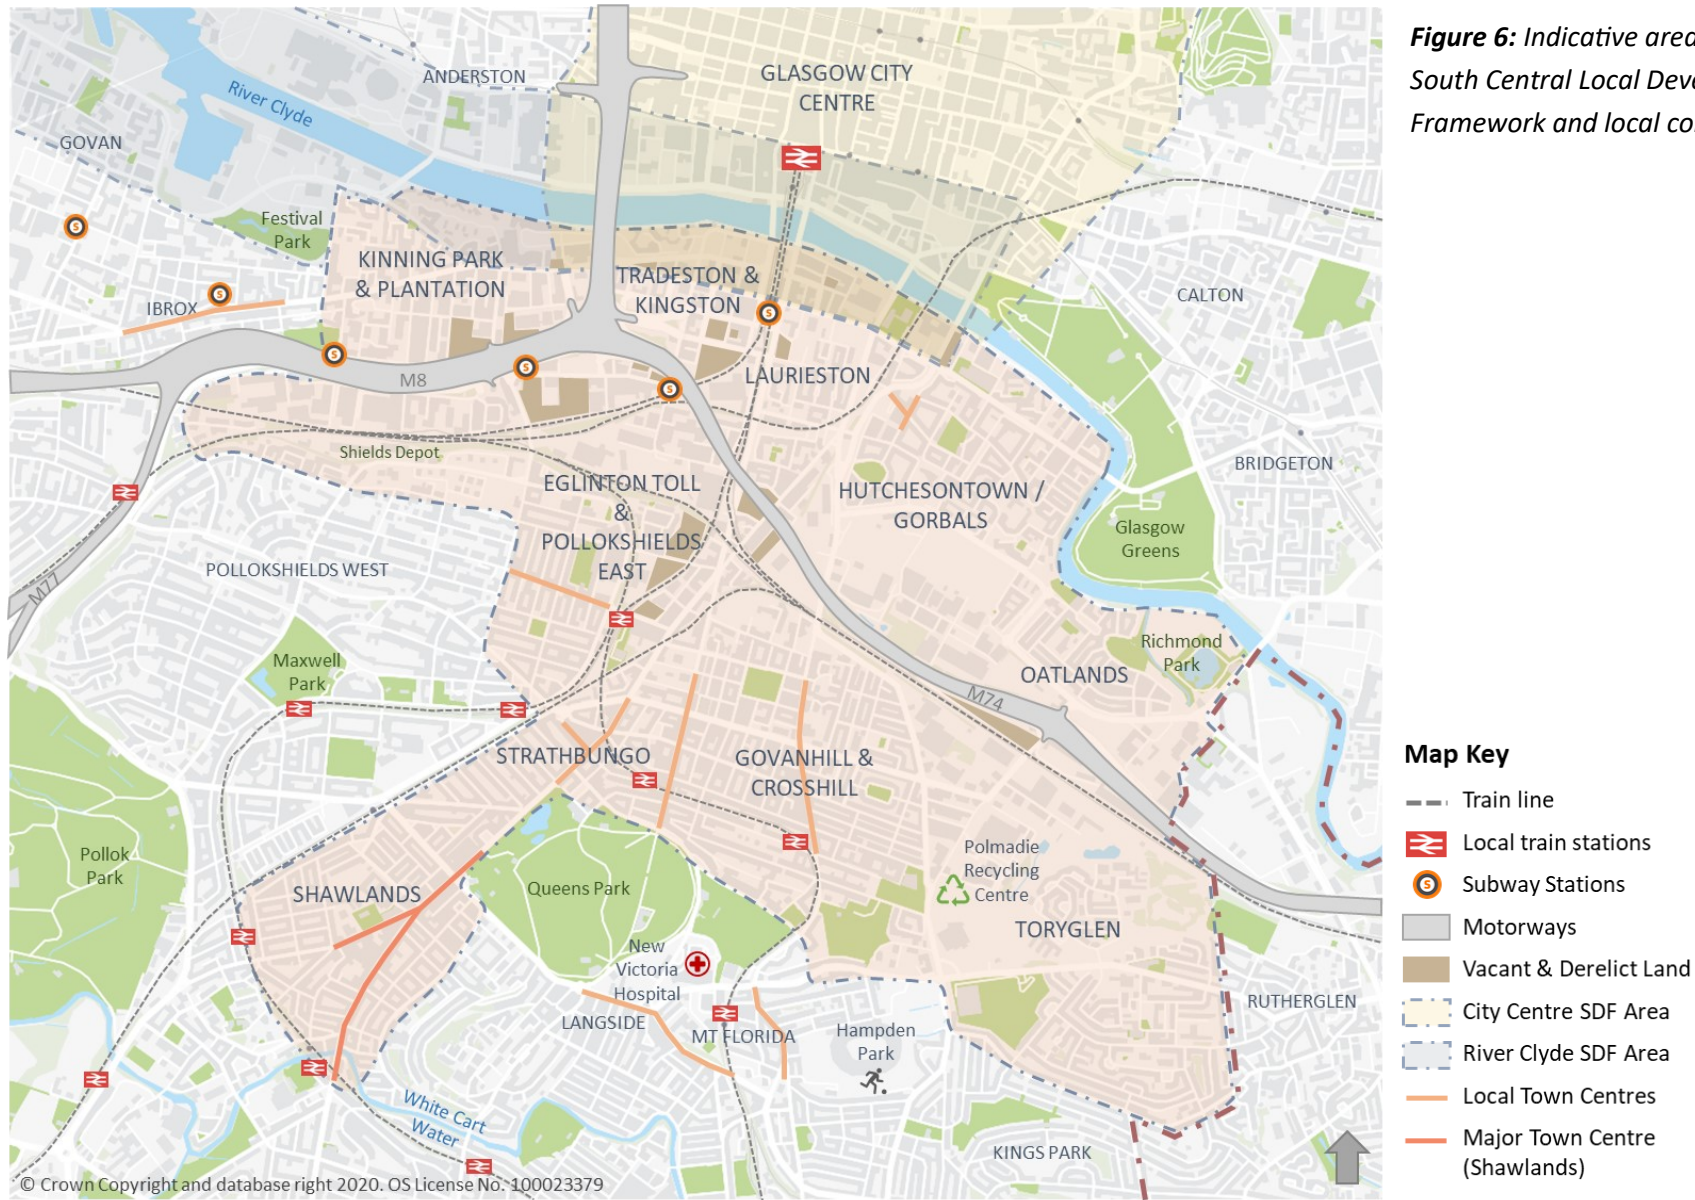 Figure 6: Indicative area
South Central Local Deve
Framework and local co
ANDERSTON
GLASGOW CITY
CENTRE
River Clyde
GOVAN
Festival
Park
KINNING PARK
& PLANTATION
TRADESTON &
KINGSTON
IBROX
CALTON
M8
LAURIESTON
Shields Depot
BRIDGETON
EGLINTON TOLL
&
POLLOKSHIELDS
EAST
HUTCHESONTOWN /
GORBALS
Glasgow
Greens
POLLOKSHIELDS WEST
M77
Maxwell
Park
Richmond
Park
OATLANDS
M74
STRATHBUNGO
GOVANHILL &
CROSSHILL
Pollok
Park
SHAWLANDS
Queens Park
Polmadie
Recycling
Centre
TORYGLEN
New
Victoria
Hospital
LANGSIDE
MT FLORIDA
Hampden
Park
RUTHERGLEN
White Cart
Water
KINGS PARK
© Crown Copyright and database right 2020. OS License No. 100023379
Map Key
Train line
Local train stations
Subway Stations
Motorways
Vacant & Derelict Land
City Centre SDF Area
River Clyde SDF Area
Local Town Centres
Major Town Centre
(Shawlands)